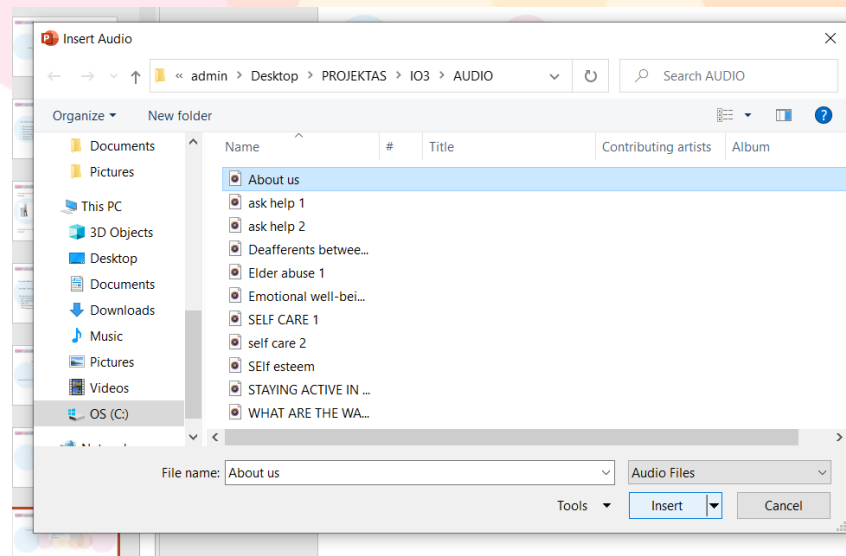 Insert Audio
« admin > Desktop > PROJEKTAS > IO3 > AUDIO
Search AUDIO
Organize
New folder
Name # Title Contributing artists Album
Documents
Pictures
This PC
3D Objects
Desktop
Documents
Downloads
Music
Pictures
Videos
OS (C:)
About us
ask help 1
ask help 2
Deafferents betwee...
Elder abuse 1
Emotional well-bei...
SELF CARE 1
self care 2
SElf esteem
STAYING ACTIVE IN ...
WHAT ARE THE WA...
File name: About us
Audio Files
Tools
Insert
Cancel